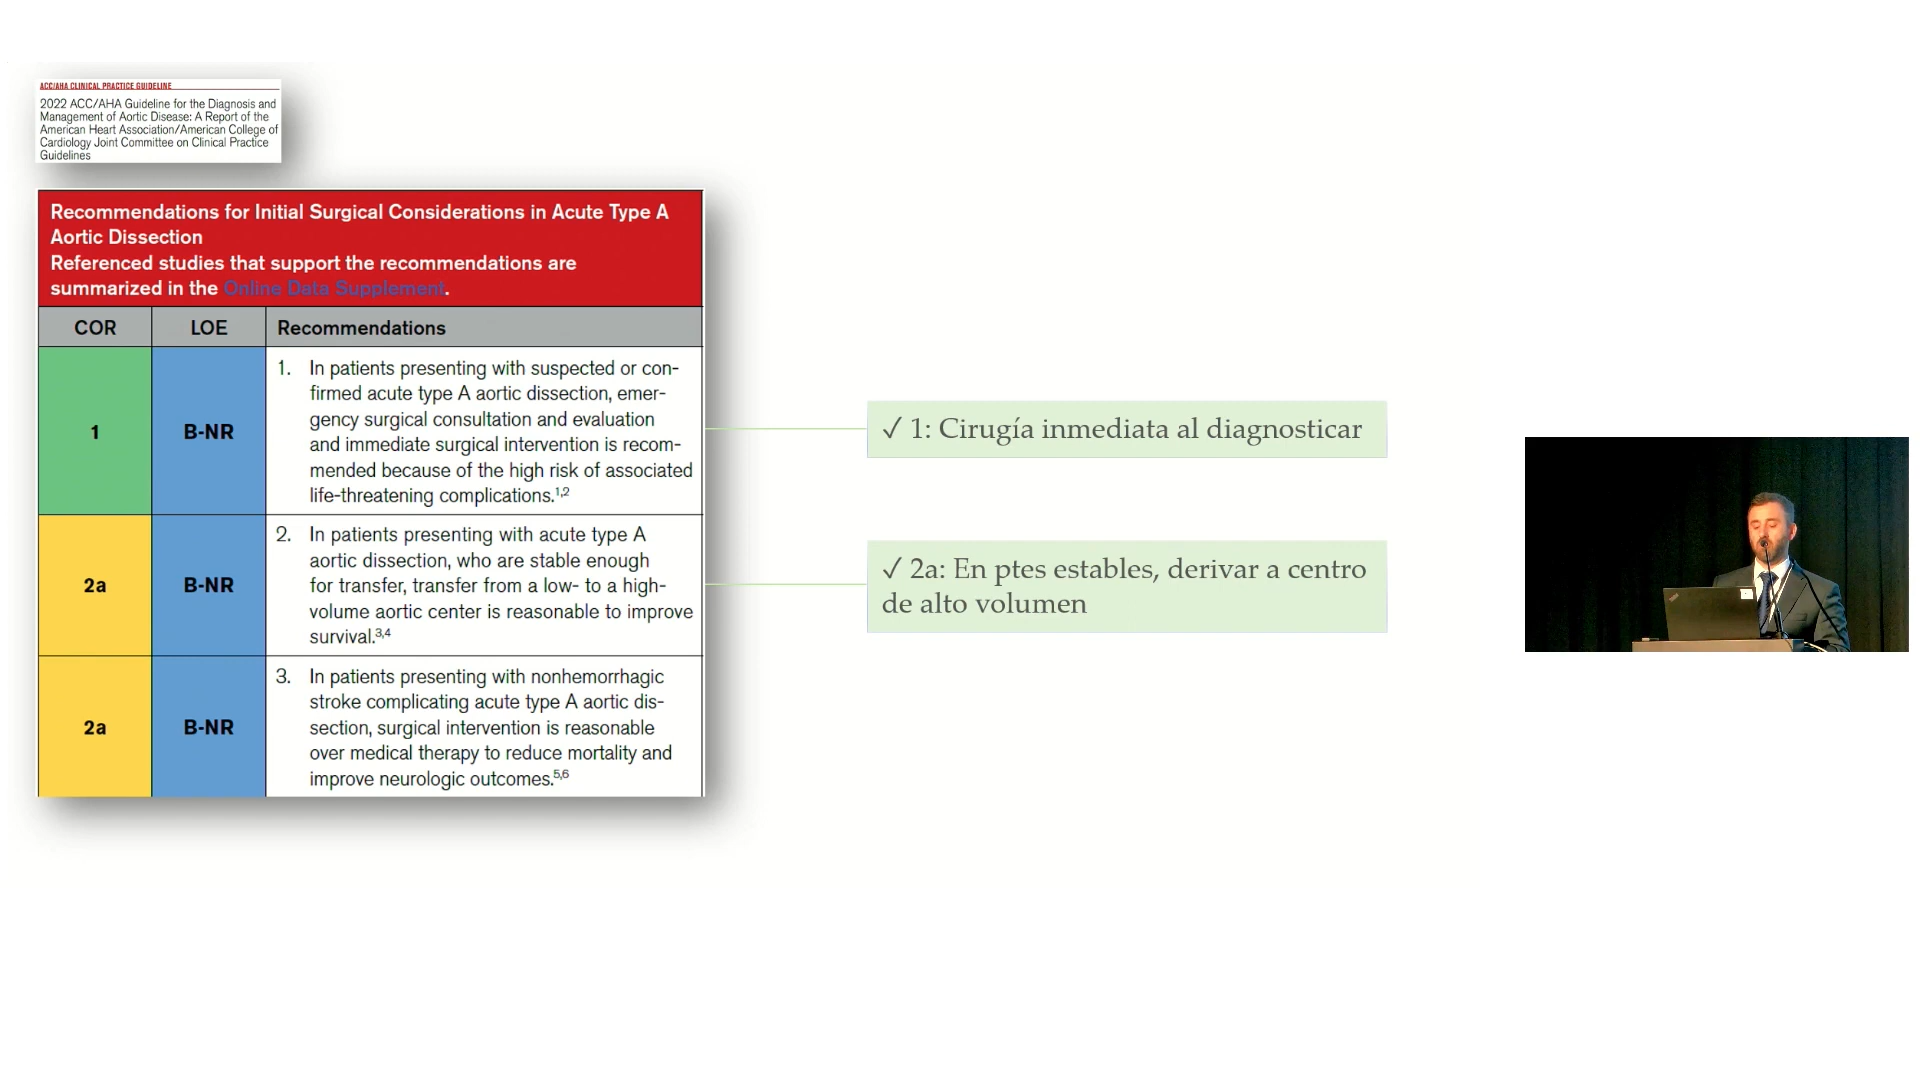 ACC/AHA CLINICAL PRACTICE GUIDELINE
2022 ACC/AHA Guideline for the Diagnosis and
Management of Aortic Disease: A Report of the
American Heart Association/American College of
Cardiology Joint Committee on Clinical Practice
Guidelines
Recommendations for Initial Surgical Considerations in Acute Type A
Aortic Dissection
Referenced studies that support the recommendations are
summarized in the Online Data Supplement.
COR LOE Recommendations
1 B-NR 1. In patients presenting with suspected or con-
firmed acute type A aortic dissection, emer-
gency surgical consultation and evaluation
and immediate surgical intervention is recom-
mended because of the high risk of associated
life-threatening complications.1,2
2a B-NR 2. In patients presenting with acute type A
aortic dissection, who are stable enough
for transfer, transfer from a low- to a high-
volume aortic center is reasonable to improve
survival.3,4
2a B-NR 3. In patients presenting with nonhemorrhagic
stroke complicating acute type A aortic dis-
section, surgical intervention is reasonable
over medical therapy to reduce mortality and
improve neurologic outcomes.5,6
✓ 1: Cirugía inmediata al diagnosticar
✓ 2a: En ptes estables, derivar a centro
de alto volumen